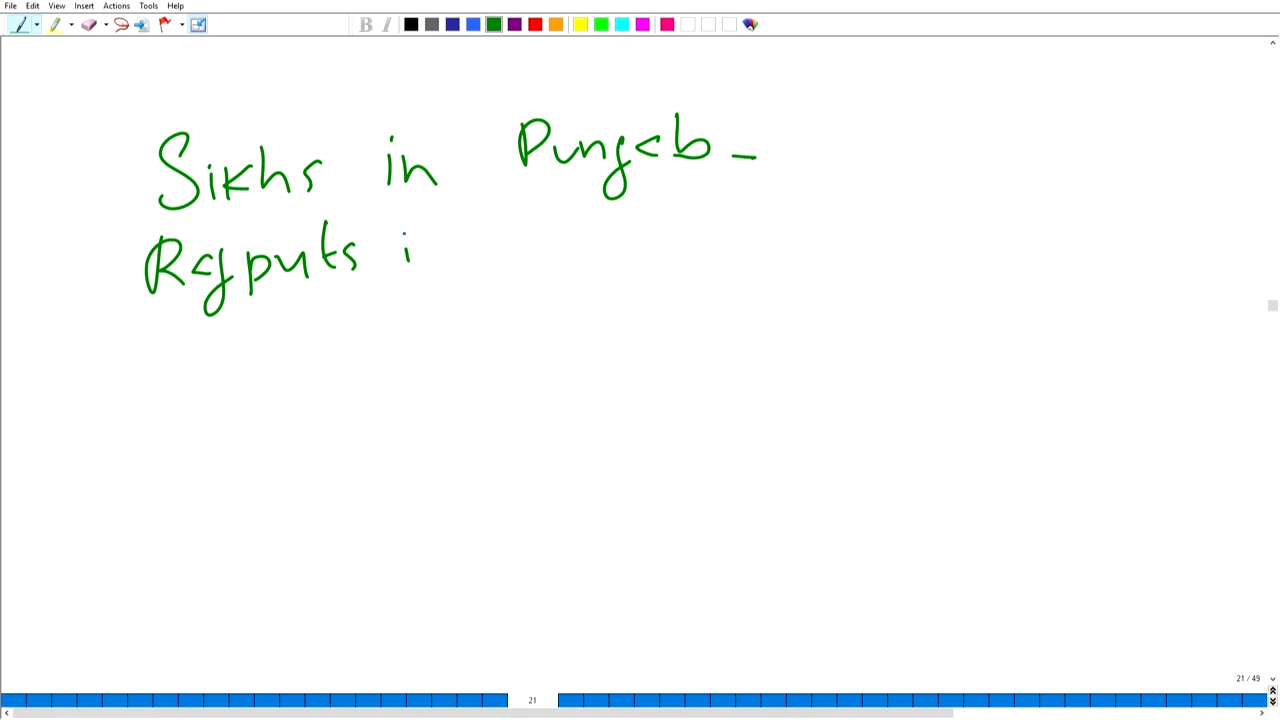 File Edit View Insert Actions Tools Help
B I
Sikhs in Punjab -
Rajputs i
21 / 49
21